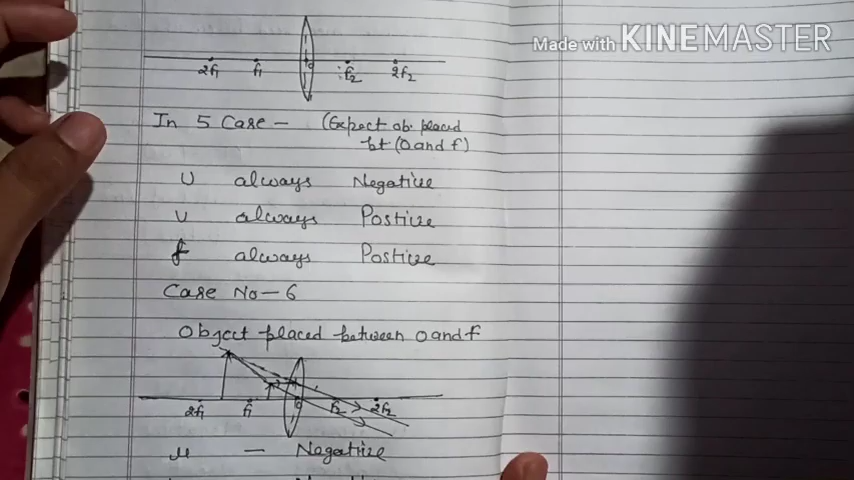 Made with KINEMASTER
2f1 f1 O f2 2f2
In 5 Case - (Expect ob. placed
bt (O and f)
U always Negative
v always Postive
f always Postive
Case No - 6
Object placed between O and f
2f1 f1 O f2 2f2
u - Negative